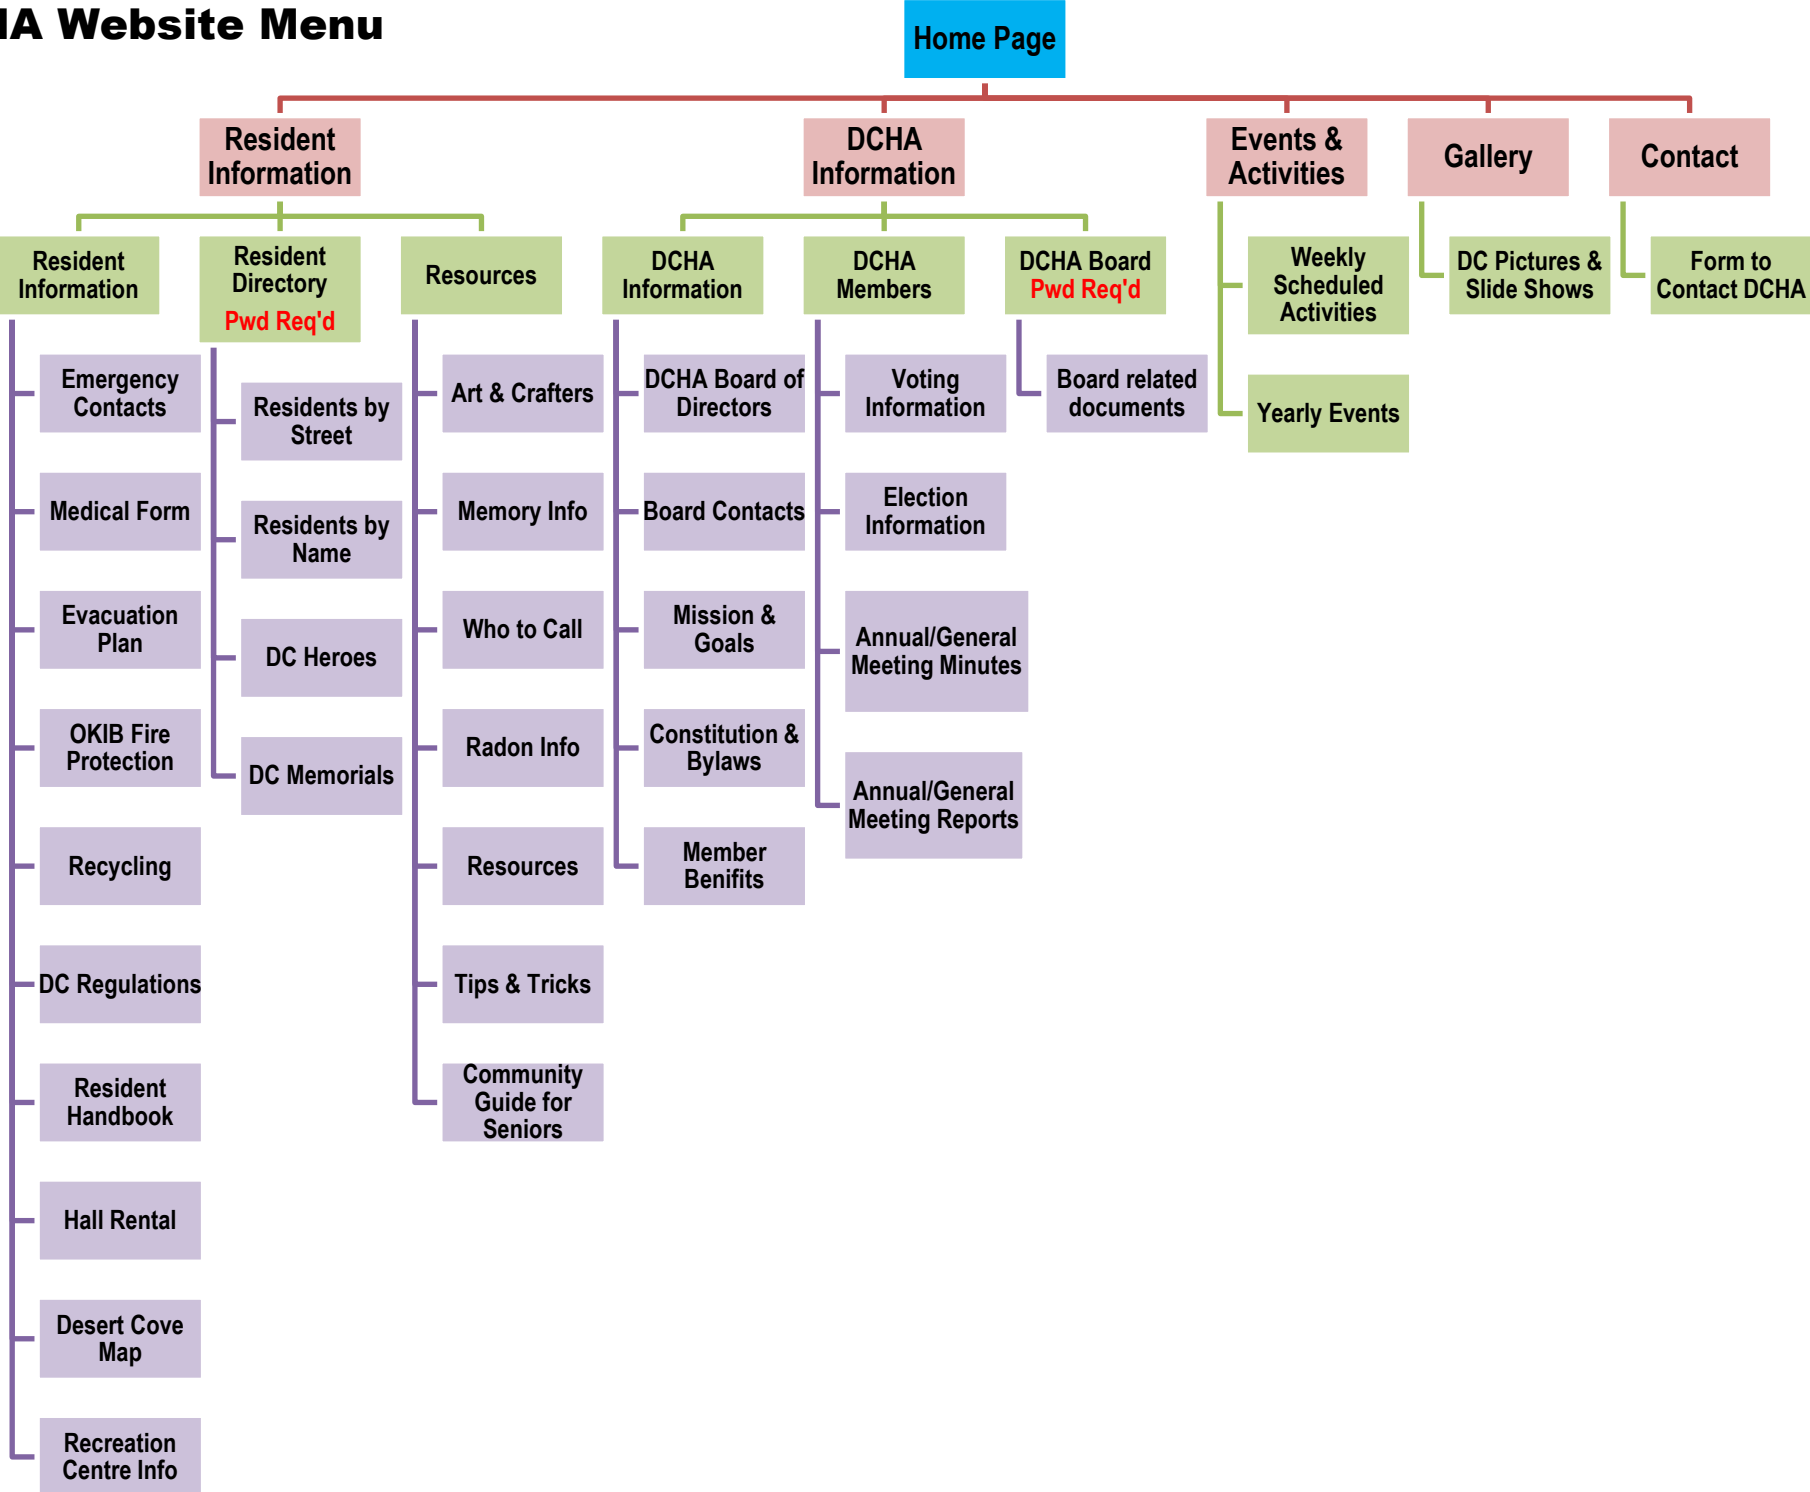 HA Website Menu
Home Page
Resident
Information
DCHA
Information
Events &
Activities
Gallery
Contact
Resident
Information
Resident
Directory
Pwd Req'd
Resources
DCHA
Information
DCHA
Members
DCHA Board
Pwd Req'd
Weekly
Scheduled
Activities
Yearly Events
DC Pictures &
Slide Shows
Form to
Contact DCHA
Emergency
Contacts
Medical Form
Evacuation
Plan
OKIB Fire
Protection
Recycling
DC Regulations
Resident
Handbook
Hall Rental
Desert Cove
Map
Recreation
Centre Info
Residents by
Street
Residents by
Name
DC Heroes
DC Memorials
Art & Crafters
Memory Info
Who to Call
Radon Info
Resources
Tips & Tricks
Community
Guide for
Seniors
DCHA Board of
Directors
Board Contacts
Mission &
Goals
Constitution &
Bylaws
Member
Benifits
Voting
Information
Election
Information
Annual/General
Meeting Minutes
Annual/General
Meeting Reports
Board related
documents